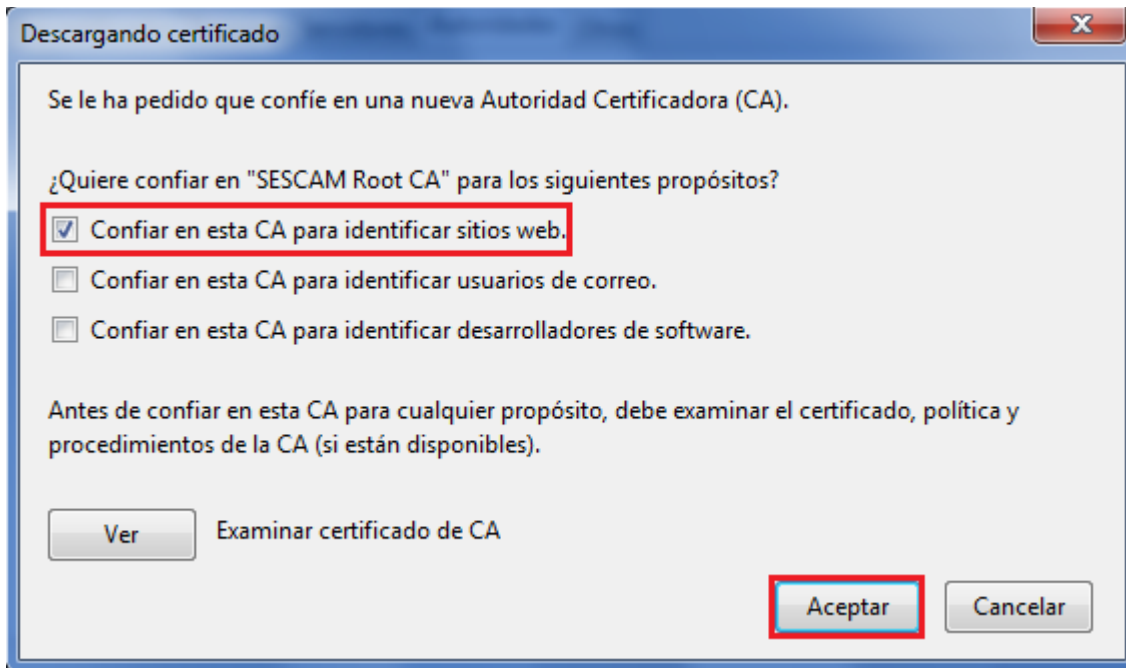 Descargando certificado
Se le ha pedido que confíe en una nueva Autoridad Certificadora (CA).
¿Quiere confiar en "SESCAM Root CA" para los siguientes propósitos?
Confiar en esta CA para identificar sitios web.
Confiar en esta CA para identificar usuarios de correo.
Confiar en esta CA para identificar desarrolladores de software.
Antes de confiar en esta CA para cualquier propósito, debe examinar el certificado, política y
procedimientos de la CA (si están disponibles).
Ver Examinar certificado de CA
Aceptar Cancelar